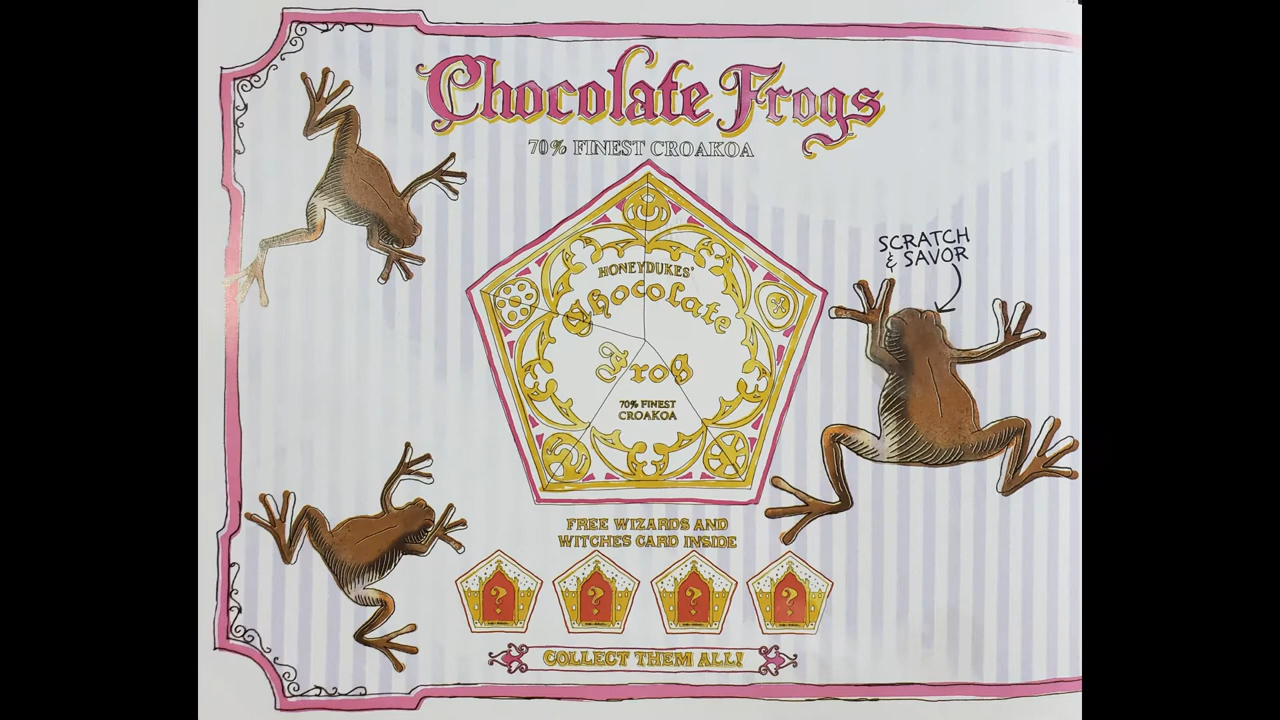 Chocolate Frogs
70% FINEST CROAKOA
SCRATCH
& SAVOR
HONEYDUKES'
Chocolate
Frog
70% FINEST
CROAKOA
FREE WIZARDS AND
WITCHES CARD INSIDE
? ? ? ?
COLLECT THEM ALL!